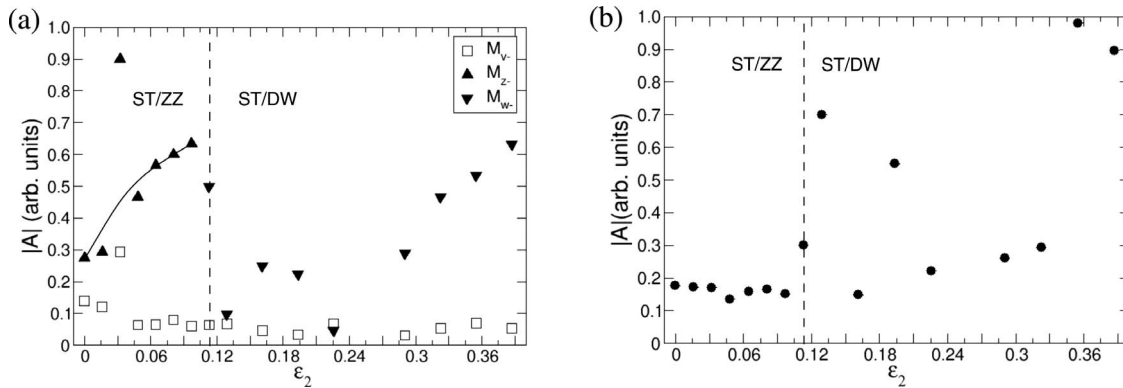 (a)
|A| (arb. units)
1.0
0.9
0.8
0.7
0.6
0.5
0.4
0.3
0.2
0.1
0
ST/ZZ
ST/DW
M_v-
M_z-
M_w-
0 0.06 0.12 0.18 0.24 0.3 0.36
ε₂
(b)
|A|(arb. units)
1.0
0.9
0.8
0.7
0.6
0.5
0.4
0.3
0.2
0.1
0
ST/ZZ
ST/DW
0 0.06 0.12 0.18 0.24 0.3 0.36
ε₂